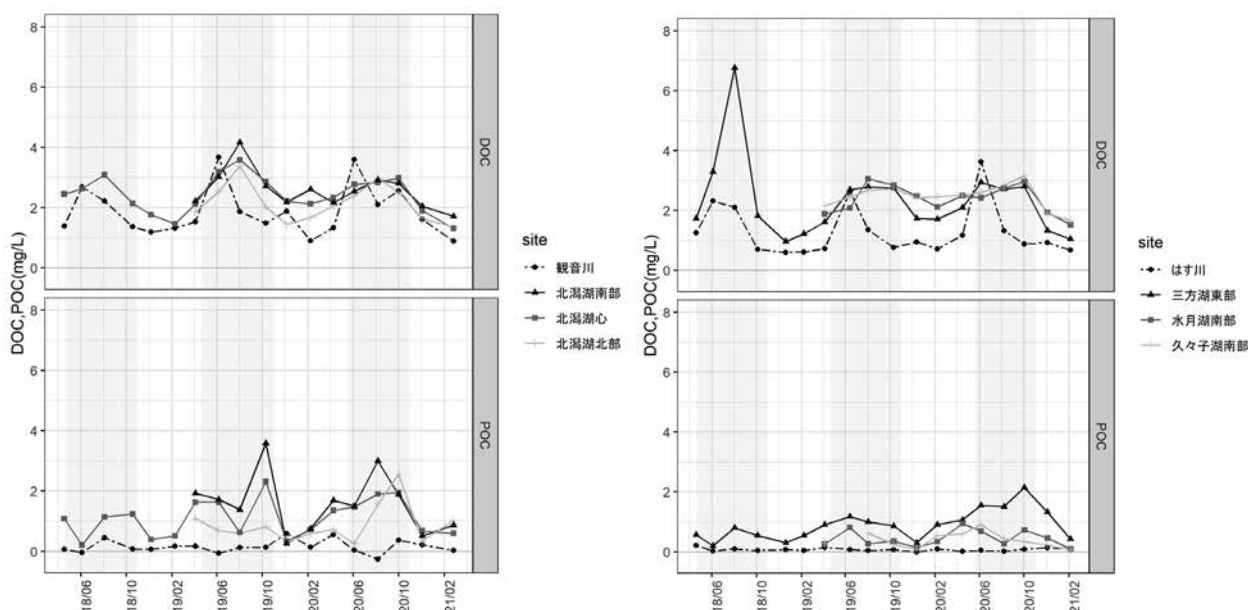 DOC,POC(mg/L)
8
6
4
2
0
DOC
8
6
4
2
0
POC
18/06
18/10
19/02
19/06
19/10
20/02
20/06
20/10
21/02
site
観音川
北潟湖南部
北潟湖心
北潟湖北部
DOC,POC(mg/L)
8
6
4
2
0
DOC
8
6
4
2
0
POC
18/06
18/10
19/02
19/06
19/10
20/02
20/06
20/10
21/02
site
はす川
三方湖東部
水月湖南部
久々子湖南部